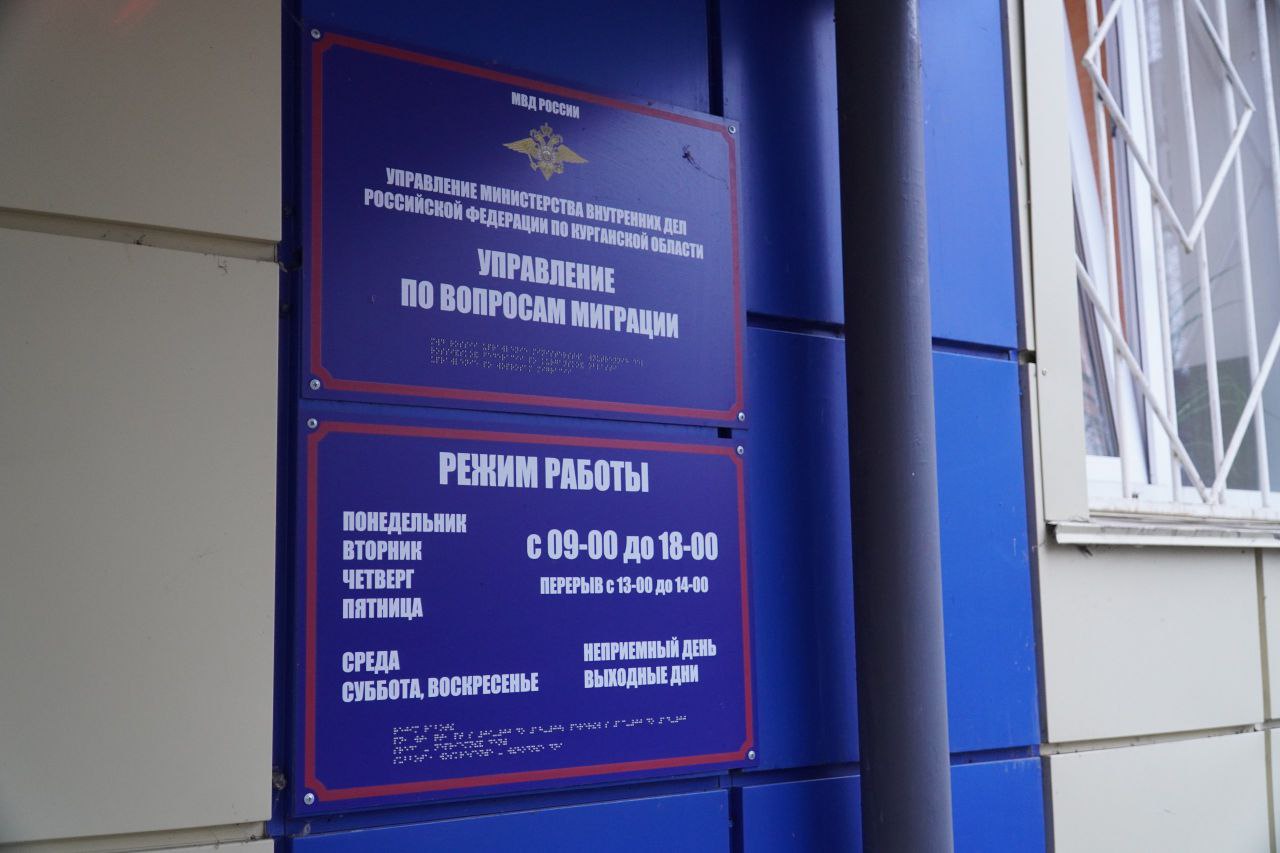 МВД РОССИИ
УПРАВЛЕНИЕ МИНИСТЕРСТВА ВНУТРЕННИХ ДЕЛ
РОССИЙСКОЙ ФЕДЕРАЦИИ ПО КУРГАНСКОЙ ОБЛАСТИ
УПРАВЛЕНИЕ
ПО ВОПРОСАМ МИГРАЦИИ
РЕЖИМ РАБОТЫ
ПОНЕДЕЛЬНИК
ВТОРНИК
ЧЕТВЕРГ
ПЯТНИЦА
с 09-00 до 18-00
ПЕРЕРЫВ с 13-00 до 14-00
СРЕДА НЕПРИЕМНЫЙ ДЕНЬ
СУББОТА, ВОСКРЕСЕНЬЕ ВЫХОДНЫЕ ДНИ